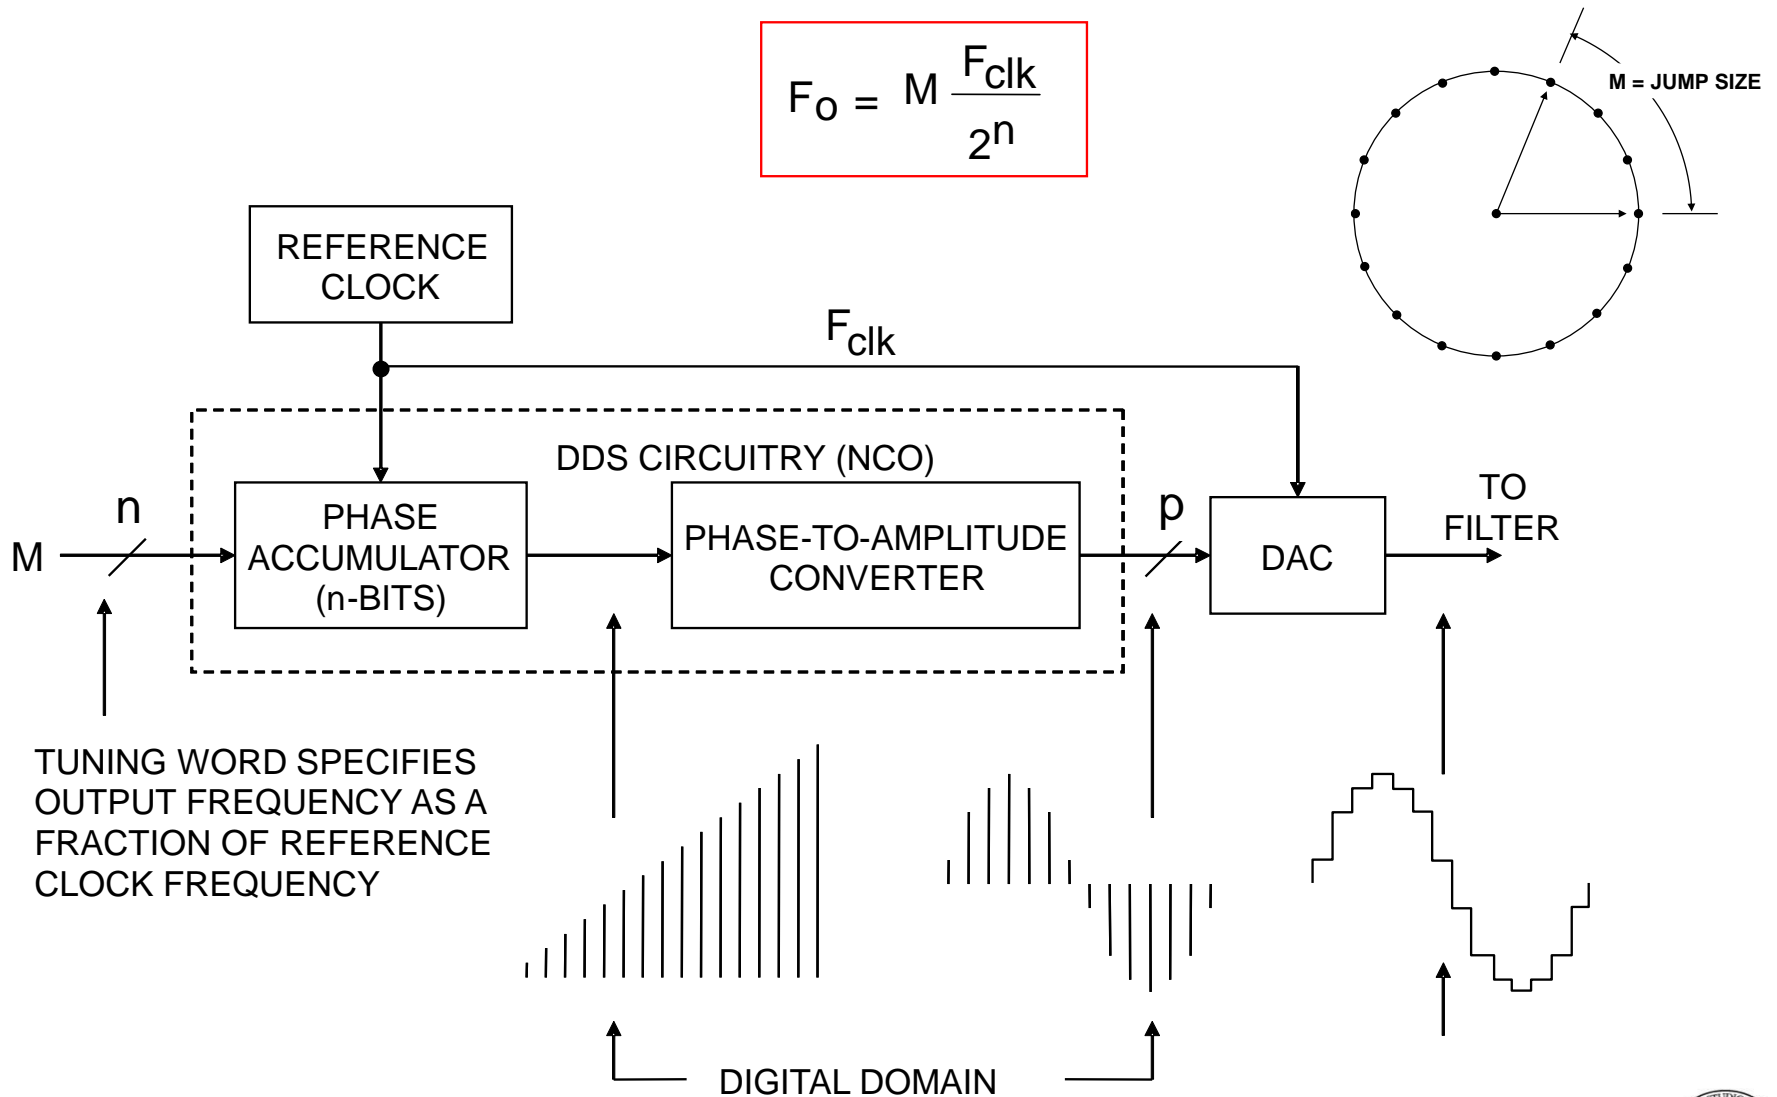 Fo = M Fclk
2^n
M = JUMP SIZE
REFERENCE
CLOCK
Fclk
DDS CIRCUITRY (NCO)
n
PHASE
ACCUMULATOR
(n-BITS)
PHASE-TO-AMPLITUDE
CONVERTER
p
DAC
TO
FILTER
M
TUNING WORD SPECIFIES
OUTPUT FREQUENCY AS A
FRACTION OF REFERENCE
CLOCK FREQUENCY
DIGITAL DOMAIN